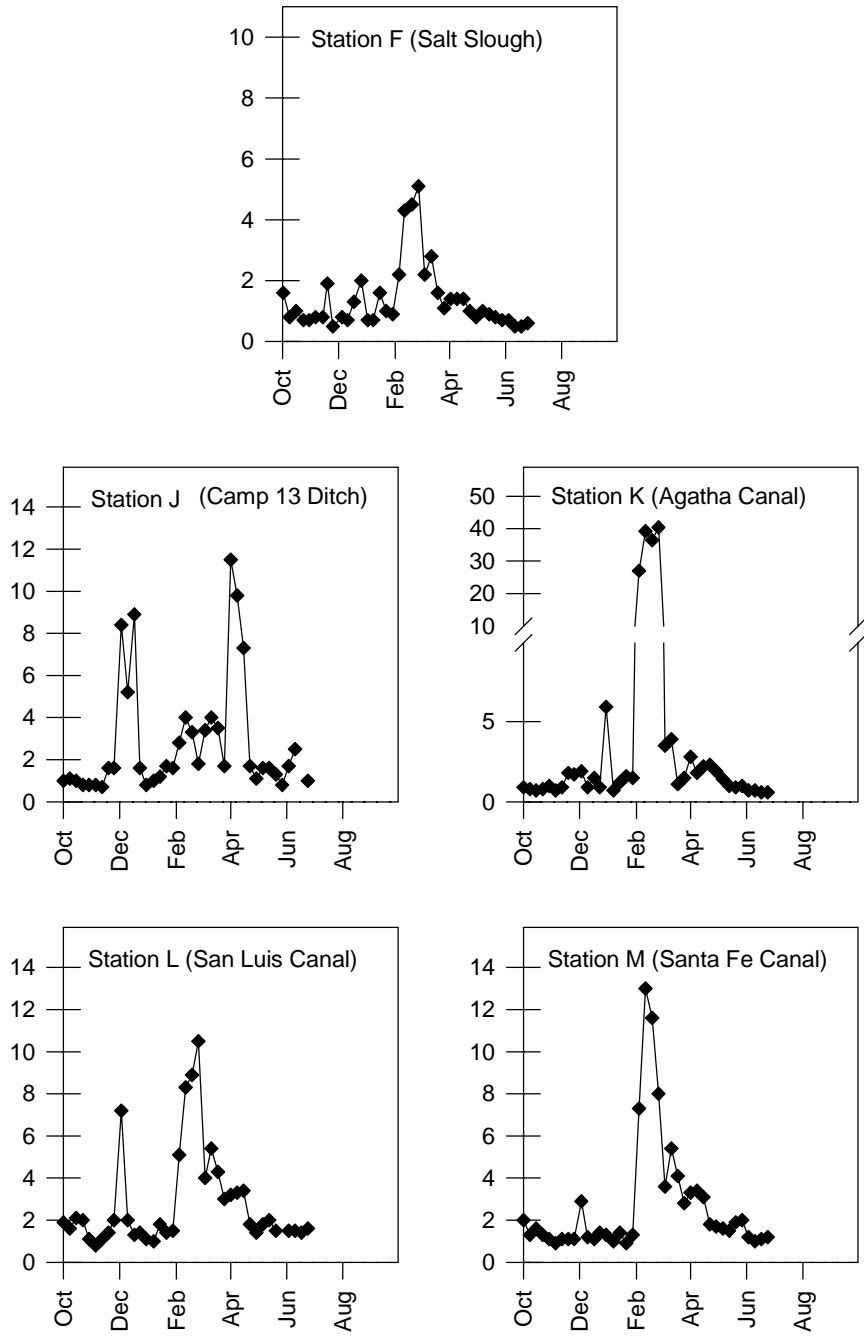 Station F (Salt Slough)
10
8
6
4
2
0
Oct
Dec
Feb
Apr
Jun
Aug
Station J (Camp 13 Ditch)
14
12
10
8
6
4
2
0
Oct
Dec
Feb
Apr
Jun
Aug
Station K (Agatha Canal)
50
40
30
20
10
5
0
Oct
Dec
Feb
Apr
Jun
Aug
Station L (San Luis Canal)
14
12
10
8
6
4
2
0
Oct
Dec
Feb
Apr
Jun
Aug
Station M (Santa Fe Canal)
14
12
10
8
6
4
2
0
Oct
Dec
Feb
Apr
Jun
Aug